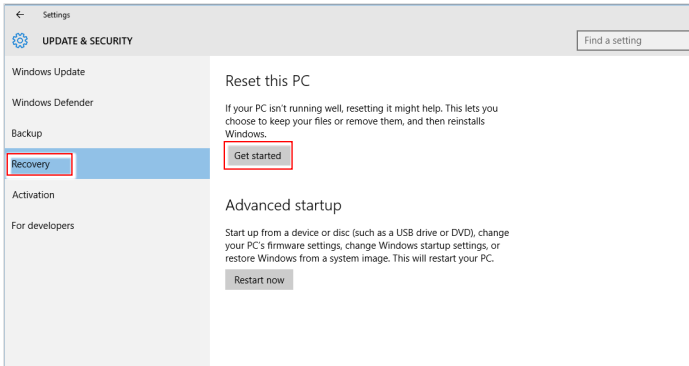 Settings
UPDATE & SECURITY
Find a setting
Windows Update
Windows Defender
Backup
Recovery
Activation
For developers
Reset this PC
If your PC isn't running well, resetting it might help. This lets you
choose to keep your files or remove them, and then reinstalls
Windows.
Get started
Advanced startup
Start up from a device or disc (such as a USB drive or DVD), change
your PC's firmware settings, change Windows startup settings, or
restore Windows from a system image. This will restart your PC.
Restart now